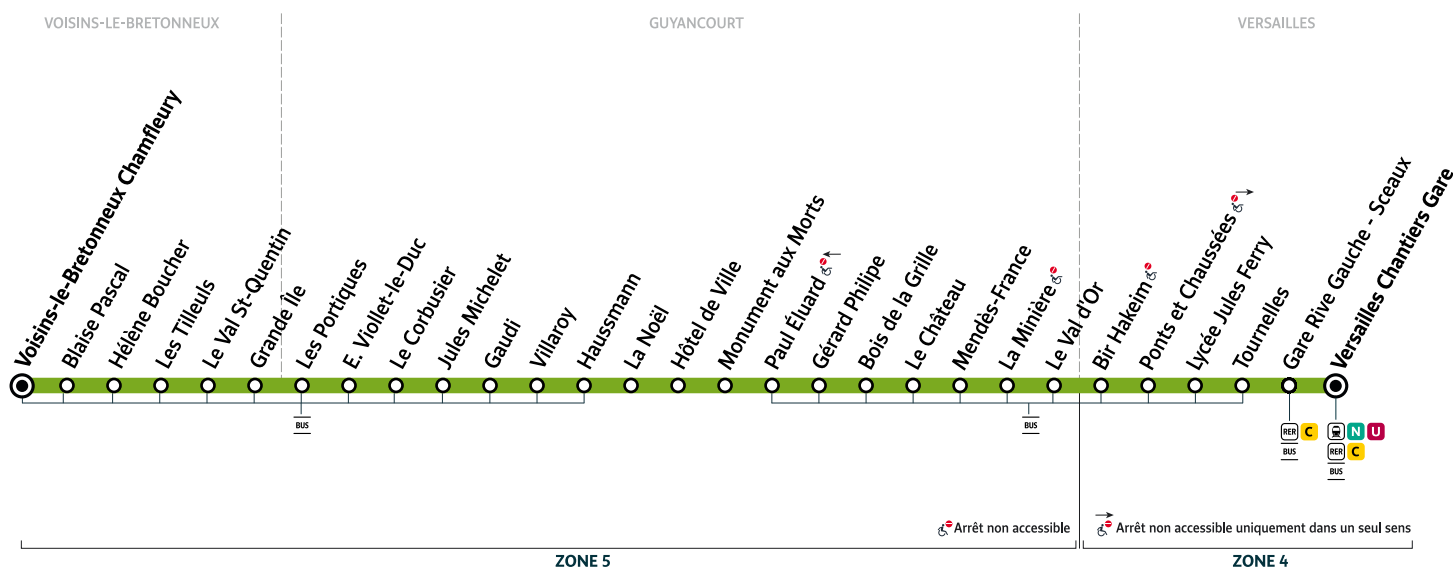 VOISINS-LE-BRETONNEUX
GUYANCOURT
VERSAILLES
Voisins-le-Bretonneux Chamfleury
Blaise Pascal
Hélène Boucher
Les Tilleuls
Le Val St-Quentin
Grande Île
Les Portiques
E. Viollet-le-Duc
Le Corbusier
Jules Michelet
Gaudi
Villaroy
Haussmann
La Noël
Hôtel de Ville
Monument aux Morts
Paul Éluard
Gérard Philipe
Bois de la Grille
Le Château
Mendès-France
La Minière
Le Val d'Or
Bir Hakeim
Ponts et Chaussées
Lycée Jules Ferry
Tournelles
Gare Rive Gauche - Sceaux
Versailles Chantiers Gare
BUS
BUS
RER C
BUS
N U
RER C
BUS
Arrêt non accessible
Arrêt non accessible uniquement dans un seul sens
ZONE 5
ZONE 4